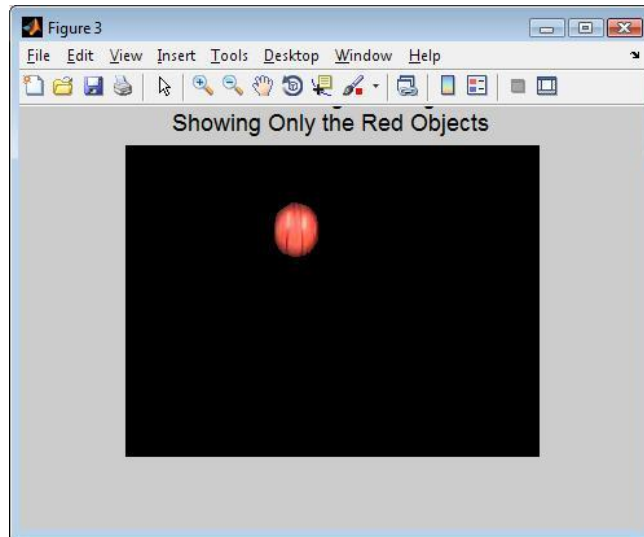 Figure 3
File Edit View Insert Tools Desktop Window Help
Showing Only the Red Objects